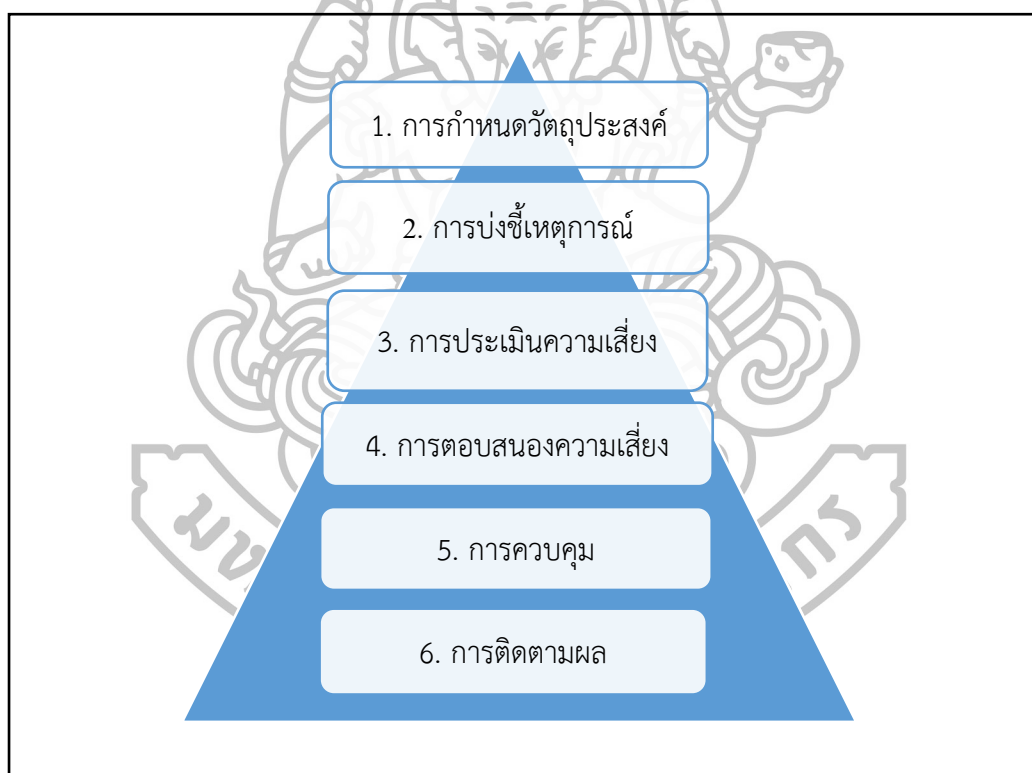 1. การกำหนดวัตถุประสงค์
2. การบ่งชี้เหตุการณ์
3. การประเมินความเสี่ยง
4. การตอบสนองความเสี่ยง
5. การควบคุม
6. การติดตามผล